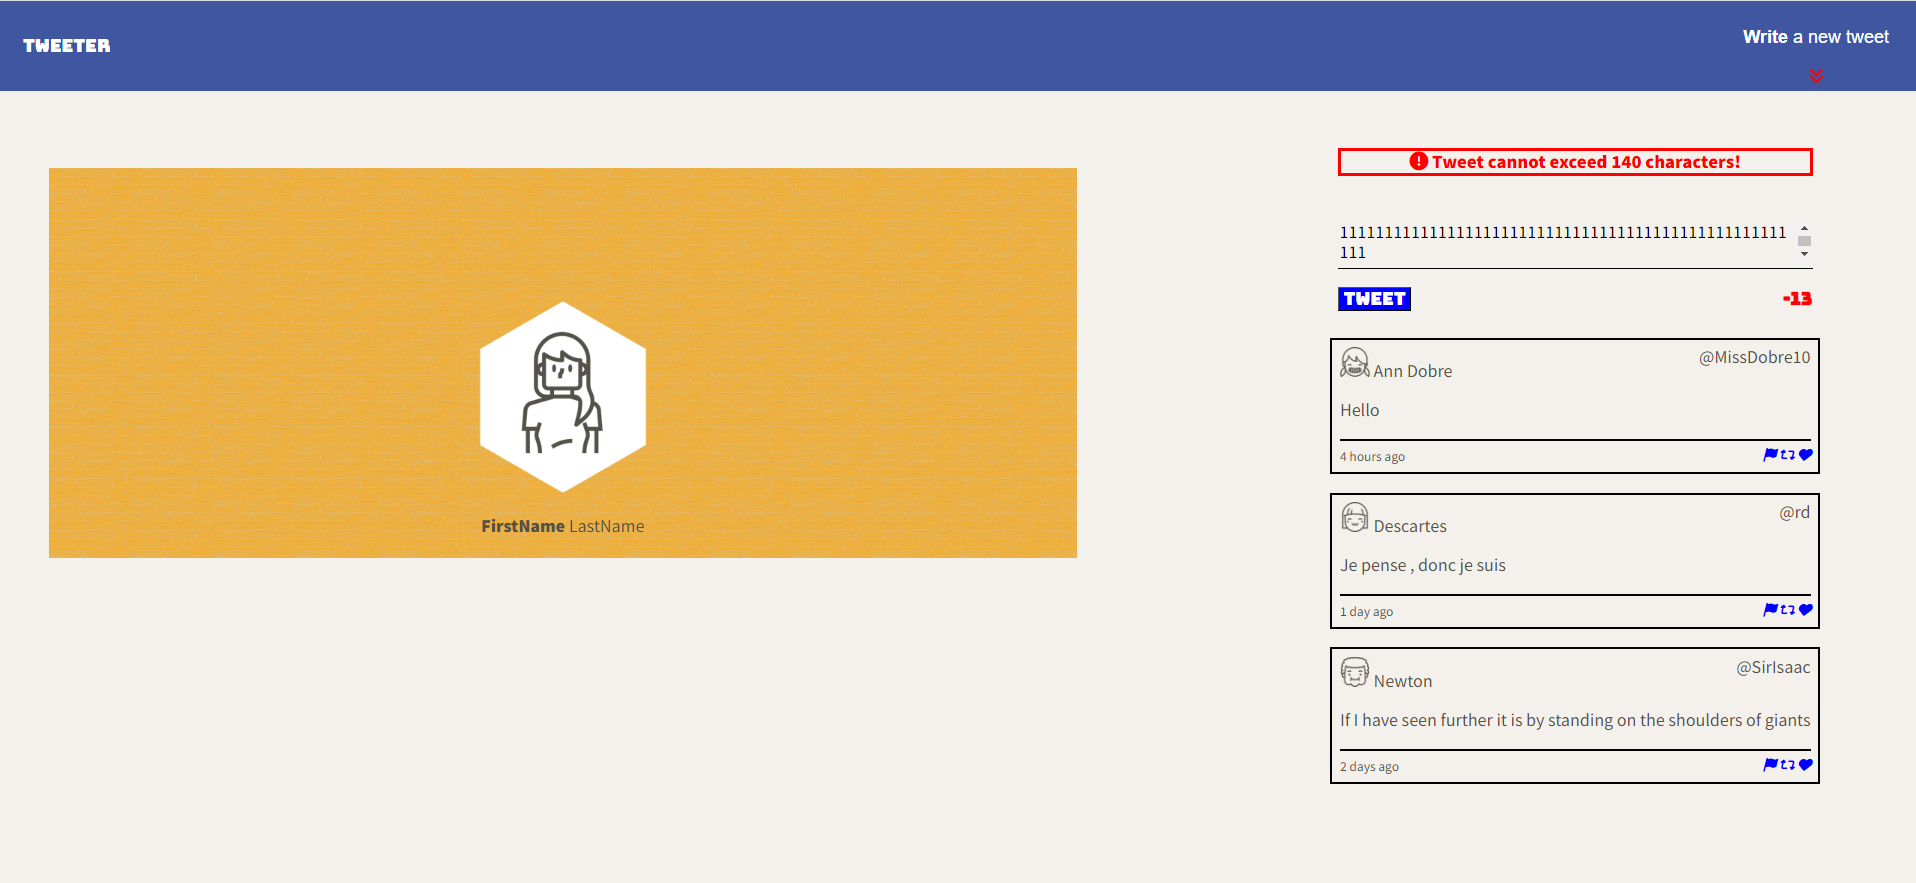 TWEETER
Write a new tweet
Tweet cannot exceed 140 characters!
11111111111111111111111111111111111111111111111111
111
TWEET
-13
FirstName LastName
Ann Dobre
@MissDobre10
Hello
4 hours ago
Descartes
@rd
Je pense , donc je suis
1 day ago
Newton
@SirIsaac
If I have seen further it is by standing on the shoulders of giants
2 days ago